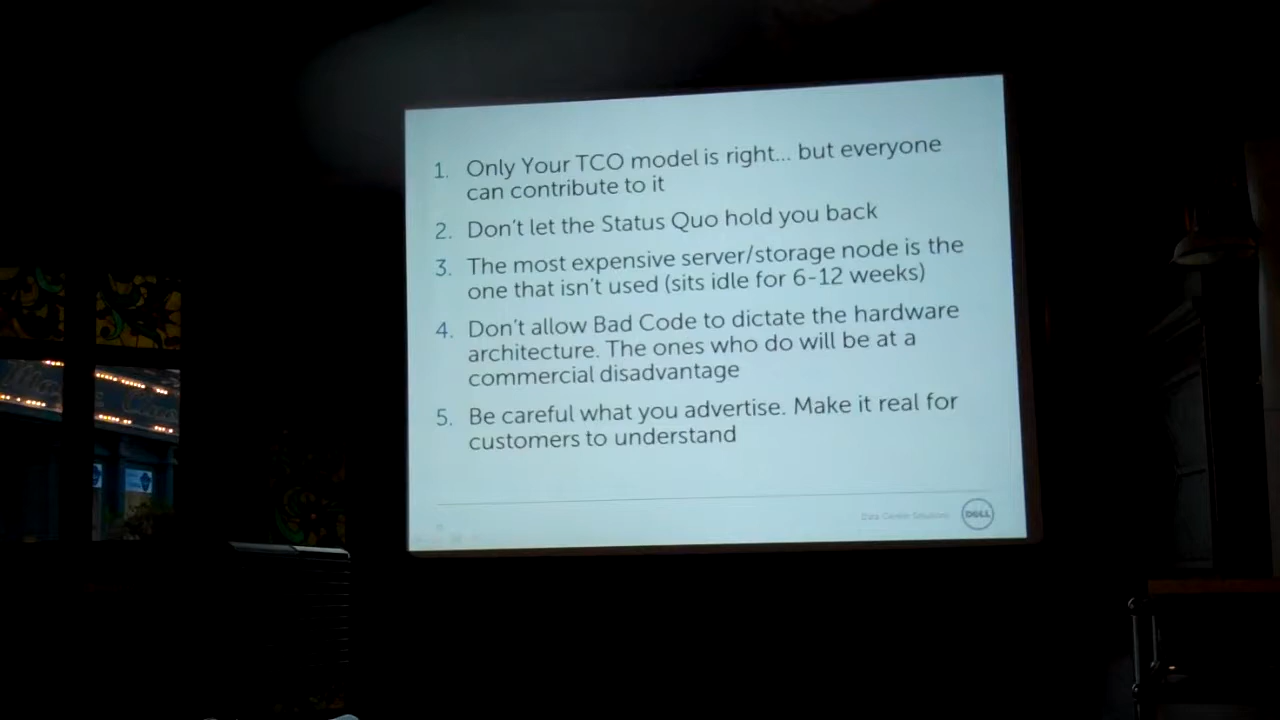 1. Only Your TCO model is right... but everyone
can contribute to it
2. Don't let the Status Quo hold you back
3. The most expensive server/storage node is the
one that isn't used (sits idle for 6-12 weeks)
4. Don't allow Bad Code to dictate the hardware
architecture. The ones who do will be at a
commercial disadvantage
5. Be careful what you advertise. Make it real for
customers to understand
Data Center Solutions
DELL